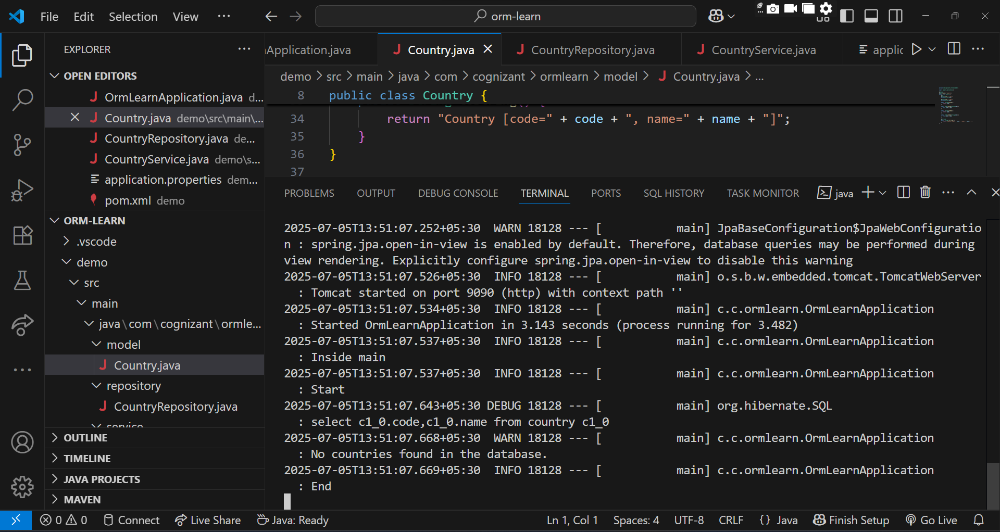 File Edit Selection View ··· orm-learn
EXPLORER ···
OPEN EDITORS
OrmLearnApplication.java d...
Country.java demo\src\main\...
CountryRepository.java de...
CountryService.java demo\s...
application.properties dem...
pom.xml demo
ORM-LEARN
.vscode
demo
src
main
java\com\cognizant\ormle...
model
Country.java
repository
CountryRepository.java
service
OUTLINE
TIMELINE
JAVA PROJECTS
MAVEN
Application.java Country.java CountryRepository.java CountryService.java applic
demo > src > main > java > com > cognizant > ormlearn > model > Country.java > ...
8 public class Country {
34 return "Country [code=" + code + ", name=" + name + "]";
35 }
36 }
37
PROBLEMS OUTPUT DEBUG CONSOLE TERMINAL PORTS SQL HISTORY TASK MONITOR java
2025-07-05T13:51:07.252+05:30  WARN 18128 --- [           main] JpaBaseConfiguration$JpaWebConfiguratio
n : spring.jpa.open-in-view is enabled by default. Therefore, database queries may be performed during
view rendering. Explicitly configure spring.jpa.open-in-view to disable this warning
2025-07-05T13:51:07.526+05:30  INFO 18128 --- [           main] o.s.b.w.embedded.tomcat.TomcatWebServer
: Tomcat started on port 9090 (http) with context path ''
2025-07-05T13:51:07.534+05:30  INFO 18128 --- [           main] c.c.ormlearn.OrmLearnApplication
: Started OrmLearnApplication in 3.143 seconds (process running for 3.482)
2025-07-05T13:51:07.537+05:30  INFO 18128 --- [           main] c.c.ormlearn.OrmLearnApplication
: Inside main
2025-07-05T13:51:07.537+05:30  INFO 18128 --- [           main] c.c.ormlearn.OrmLearnApplication
: Start
2025-07-05T13:51:07.643+05:30 DEBUG 18128 --- [           main] org.hibernate.SQL
: select c1_0.code,c1_0.name from country c1_0
2025-07-05T13:51:07.668+05:30  WARN 18128 --- [           main] c.c.ormlearn.OrmLearnApplication
: No countries found in the database.
2025-07-05T13:51:07.669+05:30  INFO 18128 --- [           main] c.c.ormlearn.OrmLearnApplication
: End
0 0 Connect Live Share Java: Ready Ln 1, Col 1 Spaces: 4 UTF-8 CRLF {} Java Finish Setup Go Live